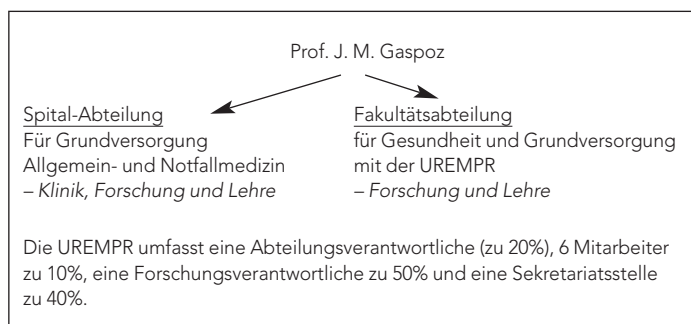 Prof. J. M. Gaspoz
Spital-Abteilung
Für Grundversorgung
Allgemein- und Notfallmedizin
– Klinik, Forschung und Lehre
Fakultätsabteilung
für Gesundheit und Grundversorgung
mit der UREMPR
– Forschung und Lehre
Die UREMPR umfasst eine Abteilungsverantwortliche (zu 20%), 6 Mitarbeiter
zu 10%, eine Forschungsverantwortliche zu 50% und eine Sekretariatsstelle
zu 40%.